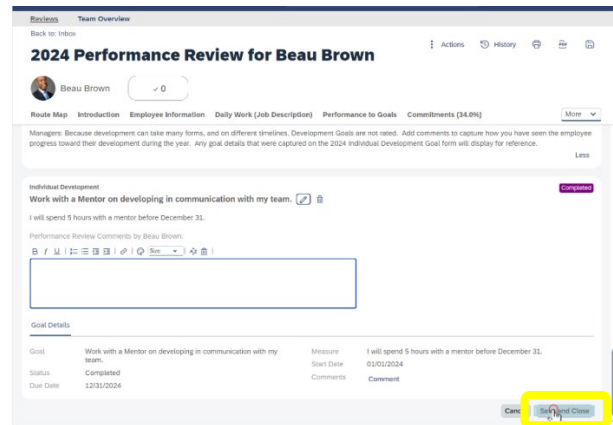 Reviews Team Overview
Back to: Inbox
2024 Performance Review for Beau Brown
Actions History
Beau Brown
0
Route Map Introduction Employee Information Daily Work (Job Description) Performance to Goals Commitments (34.0%) More
Managers: Because development can take many forms, and on different timelines, Development Goals are not rated. Add comments to capture how you have seen the employee
progress toward their development during the year. Any goal details that were captured on the 2024 Individual Development Goal form will display for reference.
Less
Individual Development Completed
Work with a Mentor on developing in communication with my team.
I will spend 5 hours with a mentor before December 31.
Performance Review Comments by Beau Brown:
B I U Size
Goal Details
Goal Work with a Mentor on developing in communication with my Measure I will spend 5 hours with a mentor before December 31.
team. Start Date 01/01/2024
Status Completed Comments Comment
Due Date 12/31/2024
and Close